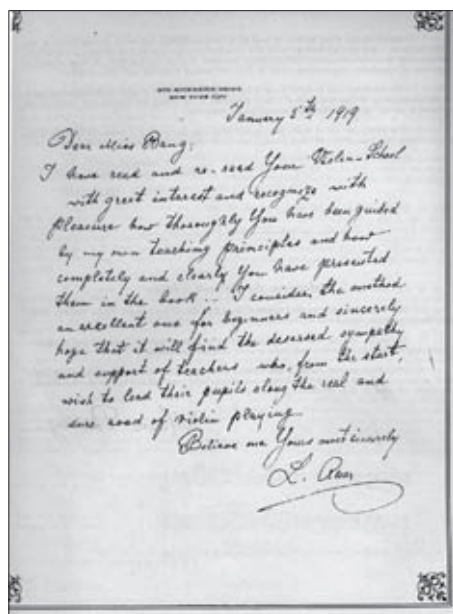 NEW YORK CITY
January 5th 1919
Dear Miss Bang;
I have read and re-read Your Violin-School
with great interest and recognize with
pleasure how thoroughly You have been guided
by my own teaching principles and how
completely and clearly You have presented
them in the book!. I consider the method
an excellent one for beginners and sincerely
hope that it will find the deserved sympathy
and support of teachers who, from the start,
wish to lead their pupils along the real and
sure road of violin playing.
Believe me Yours most sincerely
L. Auer